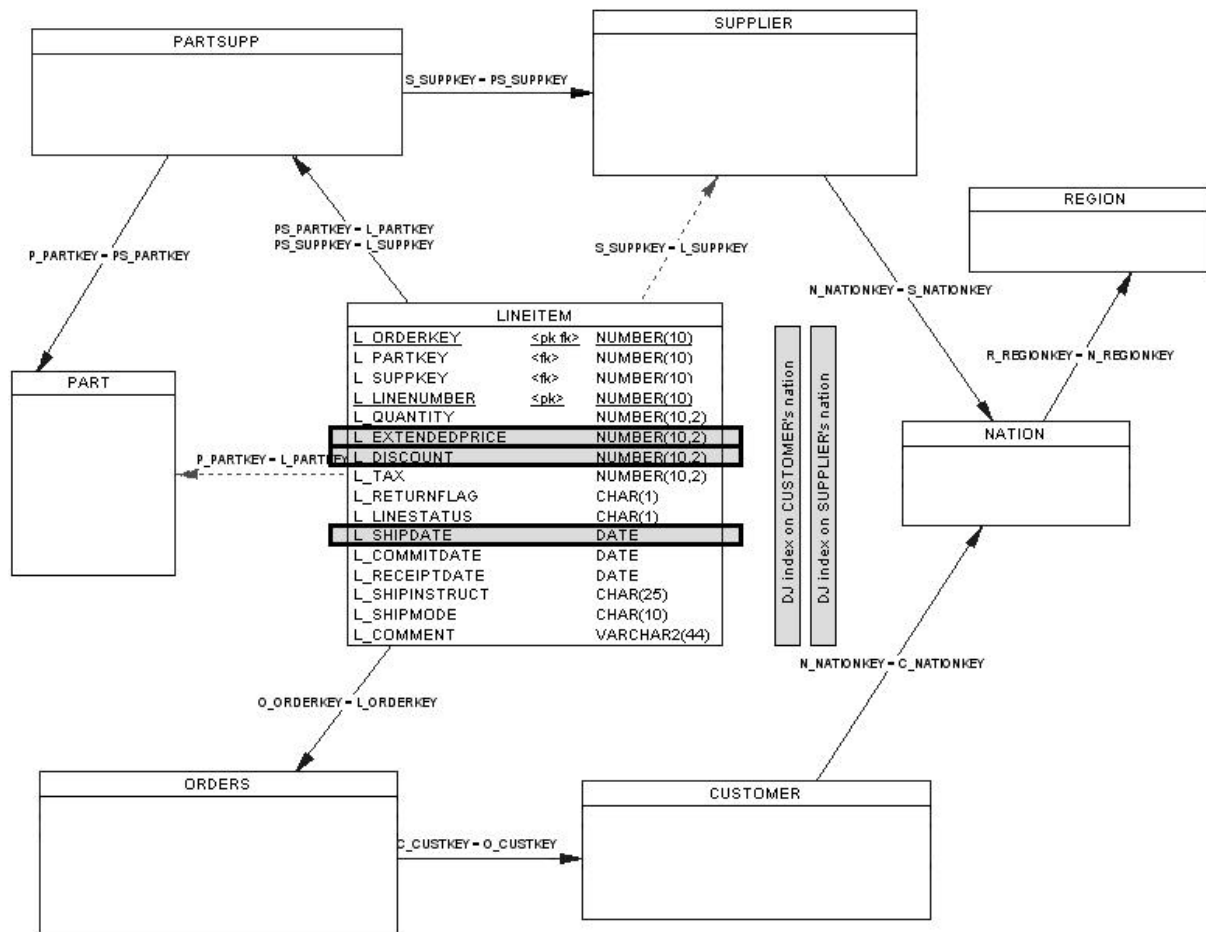 SUPPLIER
PARTSUPP
S_SUPPKEY = PS_SUPPKEY
REGION
PS_PARTKEY = L_PARTKEY
PS_SUPPKEY = L_SUPPKEY
S_SUPPKEY = L_SUPPKEY
P_PARTKEY = PS_PARTKEY
N_NATIONKEY = S_NATIONKEY
R_REGIONKEY = N_REGIONKEY
LINEITEM
L_ORDERKEY <pk fk> NUMBER(10)
L_PARTKEY <fk> NUMBER(10)
L_SUPPKEY <fk> NUMBER(10)
L_LINENUMBER <pk> NUMBER(10)
L_QUANTITY NUMBER(10,2)
L_EXTENDEDPRICE NUMBER(10,2)
L_DISCOUNT NUMBER(10,2)
L_TAX NUMBER(10,2)
L_RETURNFLAG CHAR(1)
L_LINESTATUS CHAR(1)
L_SHIPDATE DATE
L_COMMITDATE DATE
L_RECEIPTDATE DATE
L_SHIPINSTRUCT CHAR(25)
L_SHIPMODE CHAR(10)
L_COMMENT VARCHAR2(44)
DJ index on CUSTOMER's nation
DJ index on SUPPLIER's nation
PART
P_PARTKEY = L_PARTKEY
NATION
N_NATIONKEY = C_NATIONKEY
O_ORDERKEY = L_ORDERKEY
ORDERS
CUSTOMER
C_CUSTKEY = O_CUSTKEY